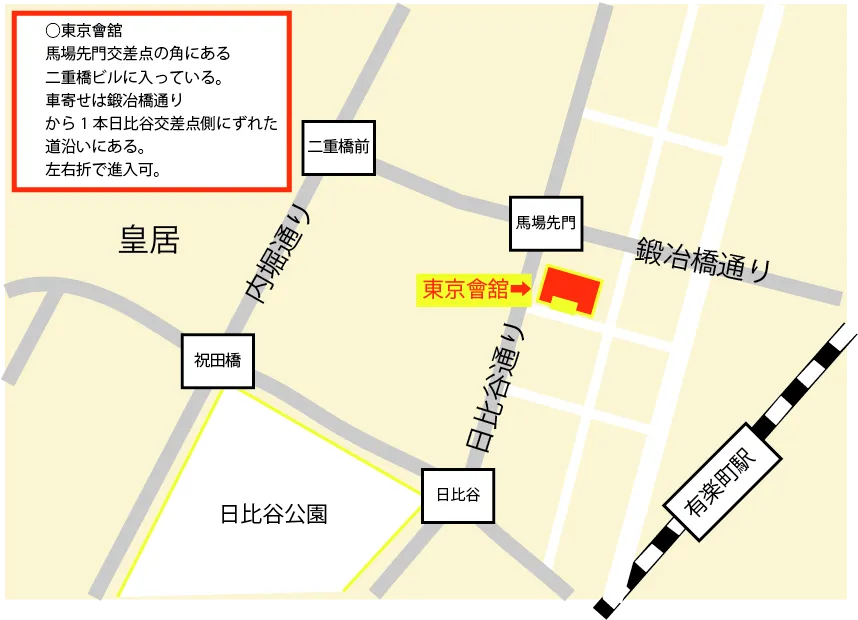 ○東京會舘
馬場先門交差点の角にある
二重橋ビルに入っている。
車寄せは鍛冶橋通り
から1本日比谷交差点側にずれた
道沿いにある。
左右折で進入可。
二重橋前
馬場先門
皇居
内堀通り
鍛冶橋通り
東京會舘➡
祝田橋
日比谷通り
日比谷
有楽町駅
日比谷公園